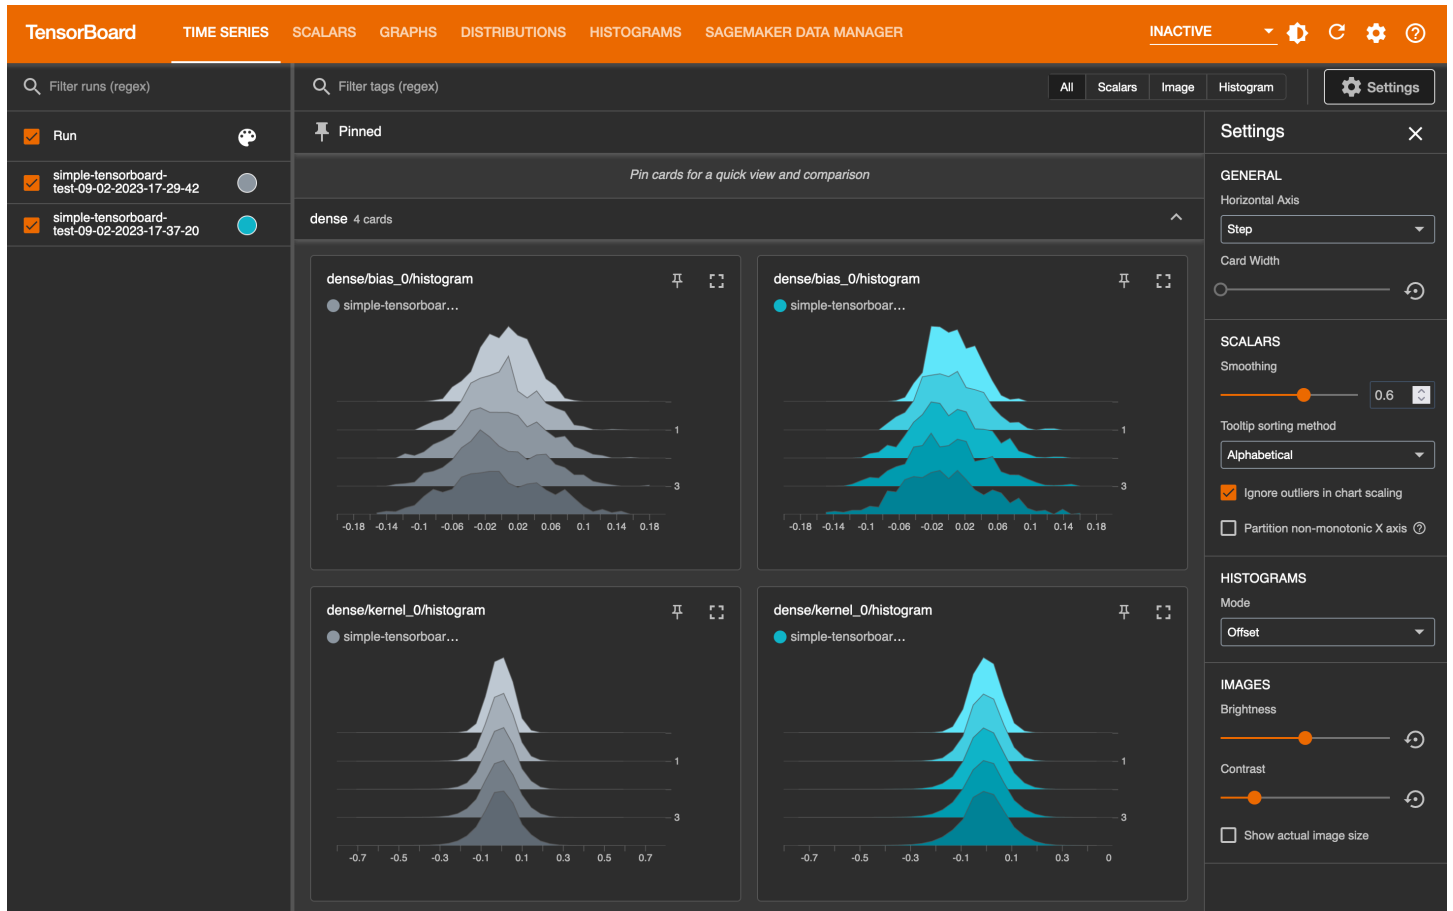 TensorBoard
TIME SERIES
SCALARS
GRAPHS
DISTRIBUTIONS
HISTOGRAMS
SAGEMAKER DATA MANAGER
INACTIVE
Filter runs (regex)
Filter tags (regex)
All
Scalars
Image
Histogram
Settings
Run
simple-tensorboard-
test-09-02-2023-17-29-42
simple-tensorboard-
test-09-02-2023-17-37-20
Pinned
Pin cards for a quick view and comparison
dense 4 cards
dense/bias_0/histogram
simple-tensorboar...
1
3
-0.18 -0.14 -0.1 -0.06 -0.02 0.02 0.06 0.1 0.14 0.18
dense/bias_0/histogram
simple-tensorboar...
1
3
-0.18 -0.14 -0.1 -0.06 -0.02 0.02 0.06 0.1 0.14 0.18
dense/kernel_0/histogram
simple-tensorboar...
1
3
-0.7 -0.5 -0.3 -0.1 0.1 0.3 0.5 0.7
dense/kernel_0/histogram
simple-tensorboar...
1
3
-0.7 -0.5 -0.3 -0.1 0.1 0.3 0
Settings
GENERAL
Horizontal Axis
Step
Card Width
SCALARS
Smoothing
0.6
Tooltip sorting method
Alphabetical
Ignore outliers in chart scaling
Partition non-monotonic X axis
HISTOGRAMS
Mode
Offset
IMAGES
Brightness
Contrast
Show actual image size